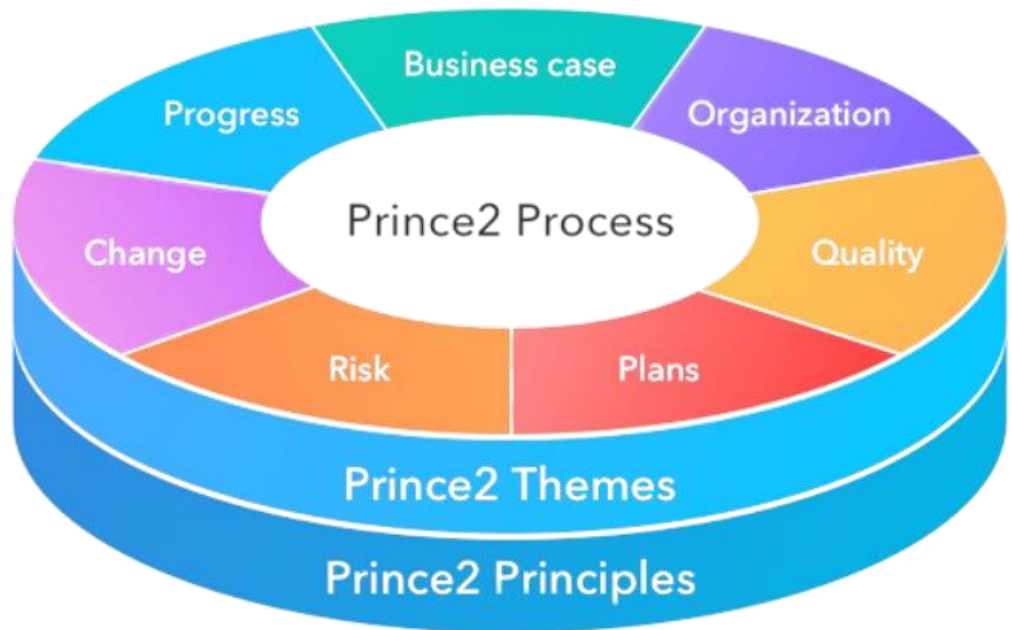 Business case
Progress
Organization
Prince2 Process
Change
Quality
Risk
Plans
Prince2 Themes
Prince2 Principles